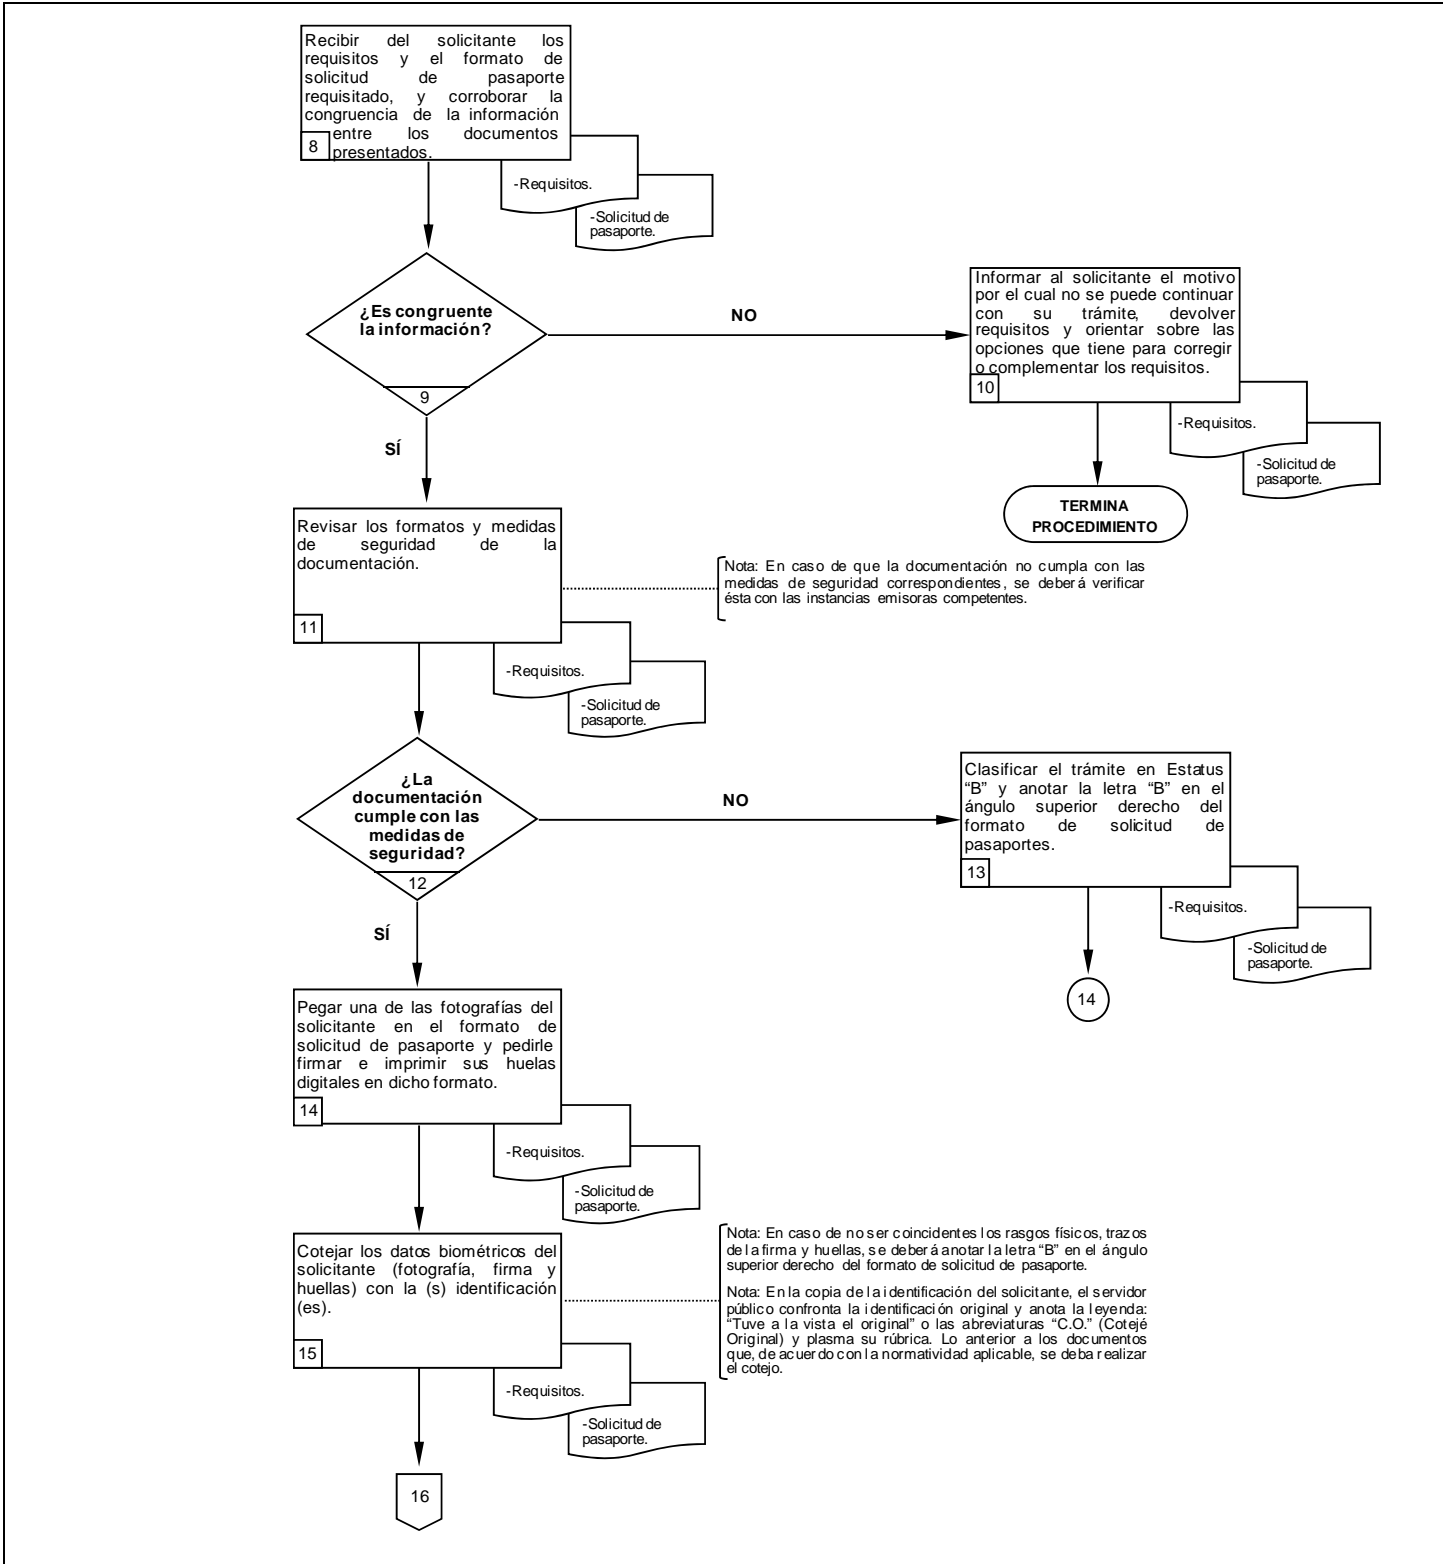 Recibir del solicitante los
requisitos y el formato de
solicitud de pasaporte
requisitado, y corroborar la
congruencia de la información
entre los documentos
presentados.
8
-Requisitos.
-Solicitud de
pasaporte.
¿Es congruente
la información?
9
NO
SÍ
Informar al solicitante el motivo
por el cual no se puede continuar
con su trámite, devolver
requisitos y orientar sobre las
opciones que tiene para corregir
o complementar los requisitos.
10
-Requisitos.
-Solicitud de
pasaporte.
TERMINA
PROCEDIMIENTO
Revisar los formatos y medidas
de seguridad de la
documentación.
11
-Requisitos.
-Solicitud de
pasaporte.
Nota: En caso de que la documentación no cumpla con las
medidas de seguridad correspondientes, se deberá verificar
ésta con las instancias emisoras competentes.
¿La
documentación
cumple con las
medidas de
seguridad?
12
NO
SÍ
Clasificar el trámite en Estatus
“B” y anotar la letra “B” en el
ángulo superior derecho del
formato de solicitud de
pasaportes.
13
-Requisitos.
-Solicitud de
pasaporte.
14
Pegar una de las fotografías del
solicitante en el formato de
solicitud de pasaporte y pedirle
firmar e imprimir sus huelas
digitales en dicho formato.
14
-Requisitos.
-Solicitud de
pasaporte.
Cotejar los datos biométricos del
solicitante (fotografía, firma y
huellas) con la (s) identificación
(es).
15
-Requisitos.
-Solicitud de
pasaporte.
Nota: En caso de no ser coincidentes los rasgos físicos, trazos
de la firma y huellas, se deberá anotar la letra “B” en el ángulo
superior derecho del formato de solicitud de pasaporte.
Nota: En la copia de la identificación del solicitante, el servidor
público confronta la identificación original y anota la leyenda:
“Tuve a la vista el original” o las abreviaturas “C.O.” (Cotejé
Original) y plasma su rúbrica. Lo anterior a los documentos
que, de acuerdo con la normatividad aplicable, se deba realizar
el cotejo.
16